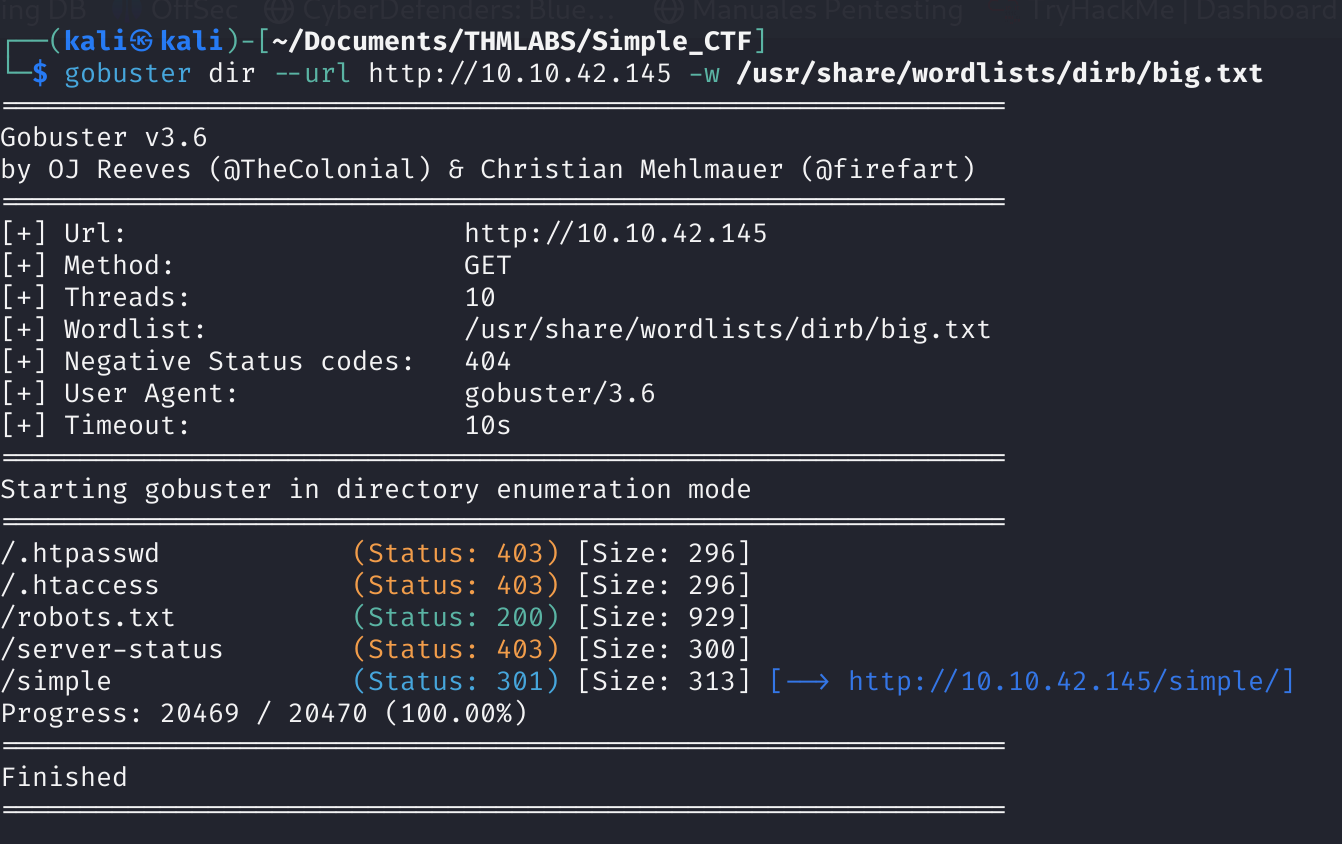 ing DB OffSec CyberDefenders: Blue... Manuales Pentesting TryHackMe | Dashboard
┌──(kali㉿kali)-[~/Documents/THMLABS/Simple_CTF]
└─$ gobuster dir --url http://10.10.42.145 -w /usr/share/wordlists/dirb/big.txt
===============================================================
Gobuster v3.6
by OJ Reeves (@TheColonial) & Christian Mehlmauer (@firefart)
===============================================================
[+] Url:                     http://10.10.42.145
[+] Method:                  GET
[+] Threads:                 10
[+] Wordlist:                /usr/share/wordlists/dirb/big.txt
[+] Negative Status codes:   404
[+] User Agent:              gobuster/3.6
[+] Timeout:                 10s
===============================================================
Starting gobuster in directory enumeration mode
===============================================================
/.htpasswd            (Status: 403) [Size: 296]
/.htaccess            (Status: 403) [Size: 296]
/robots.txt           (Status: 200) [Size: 929]
/server-status        (Status: 403) [Size: 300]
/simple               (Status: 301) [Size: 313] [--> http://10.10.42.145/simple/]
Progress: 20469 / 20470 (100.00%)
===============================================================
Finished
===============================================================